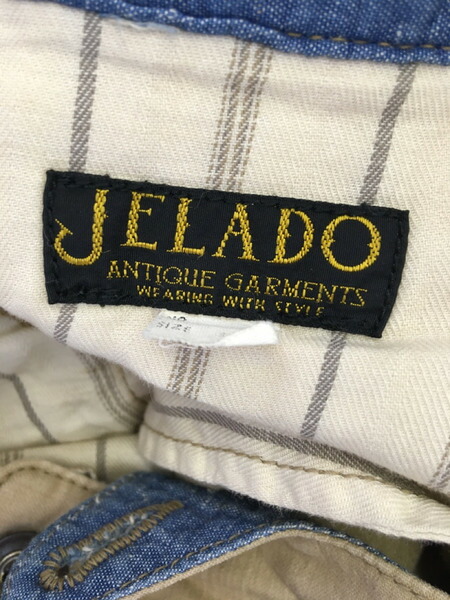 JELADO
ANTIQUE GARMENTS
WEARING WITH STYLE
SIZE